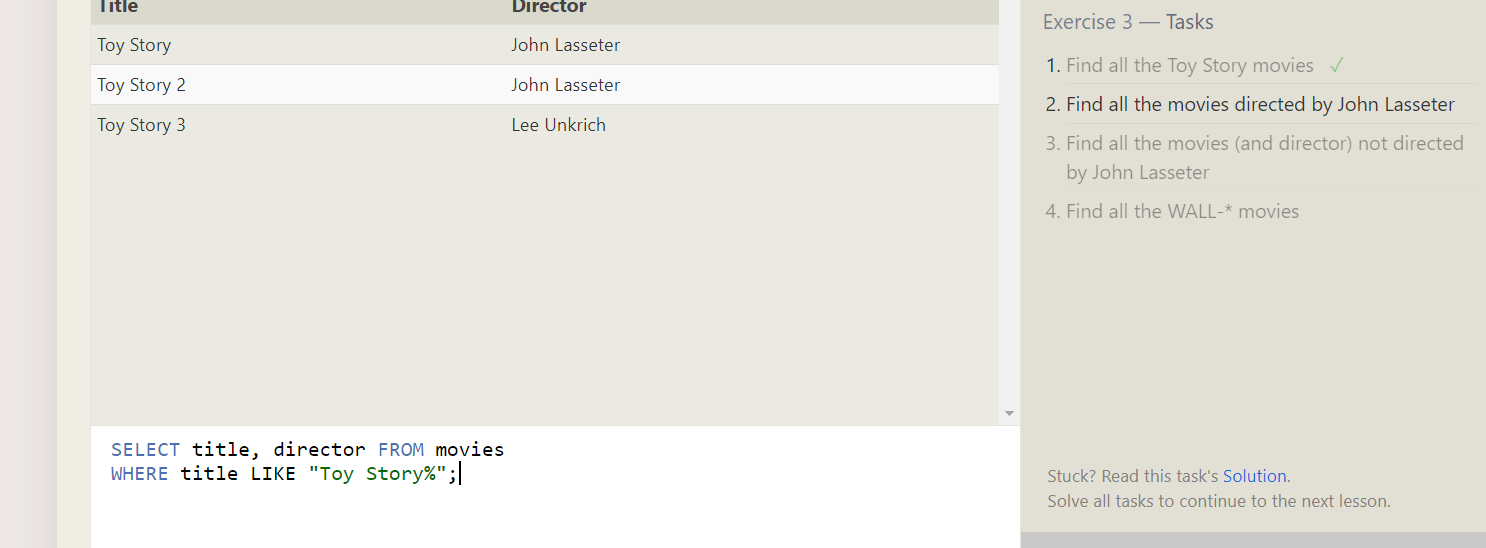 Title Director
Toy Story John Lasseter
Toy Story 2 John Lasseter
Toy Story 3 Lee Unkrich
SELECT title, director FROM movies
WHERE title LIKE "Toy Story%";
Exercise 3 — Tasks
1. Find all the Toy Story movies ✓
2. Find all the movies directed by John Lasseter
3. Find all the movies (and director) not directed
by John Lasseter
4. Find all the WALL-* movies
Stuck? Read this task's Solution.
Solve all tasks to continue to the next lesson.